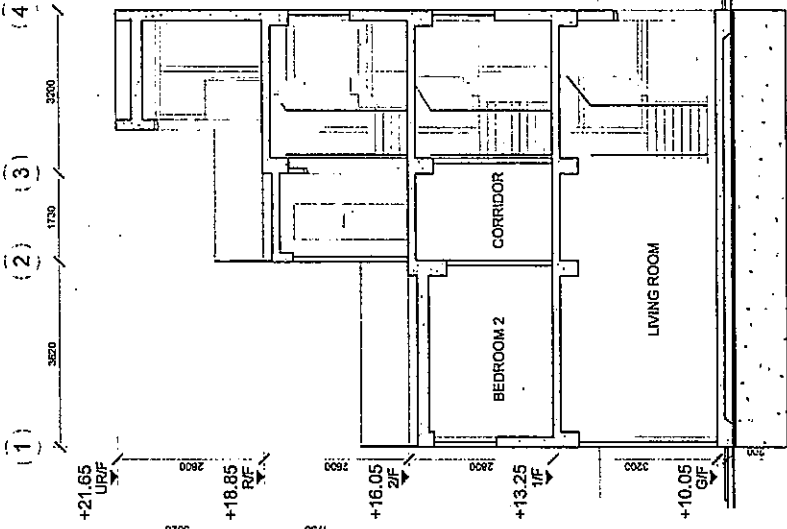 (1) (2) (3) (4)
3620 1730 3200
+21.65
UR/F
2800
+18.85
R/F
2800
+16.05
2/F
2800
+13.25
1/F
3200
+10.05
G/F
BEDROOM 2
CORRIDOR
LIVING ROOM